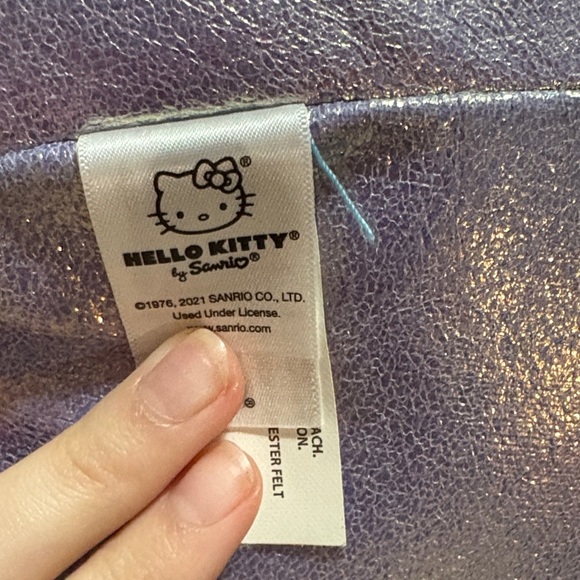 ®
HELLO KITTY®
by Sanrio®
©1976, 2021 SANRIO CO., LTD.
Used Under License.
www.sanrio.com
®
ACH.
ON.
ESTER FELT